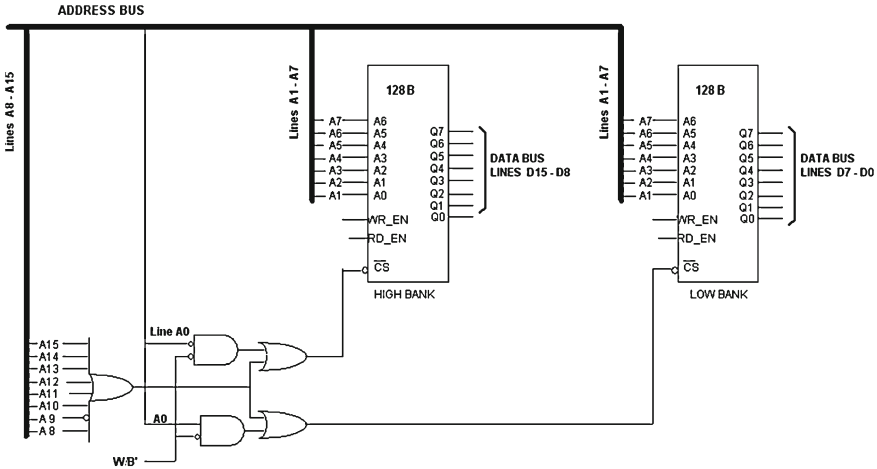 ADDRESS BUS
Lines A8 - A15
Lines A1 - A7
128 B
A7
A6
A5
A4
A3
A2
A1
A6
A5
A4
A3
A2
A1
A0
Q7
Q6
Q5
Q4
Q3
Q2
Q1
Q0
DATA BUS
LINES D15 - D8
WR_EN
RD_EN
CS
HIGH BANK
Lines A1 - A7
128 B
A7
A6
A5
A4
A3
A2
A1
A6
A5
A4
A3
A2
A1
A0
Q7
Q6
Q5
Q4
Q3
Q2
Q1
Q0
DATA BUS
LINES D7 - D0
WR_EN
RD_EN
CS
LOW BANK
Line A0
A15
A14
A13
A12
A11
A10
A 9
A 8
A0
W/B'